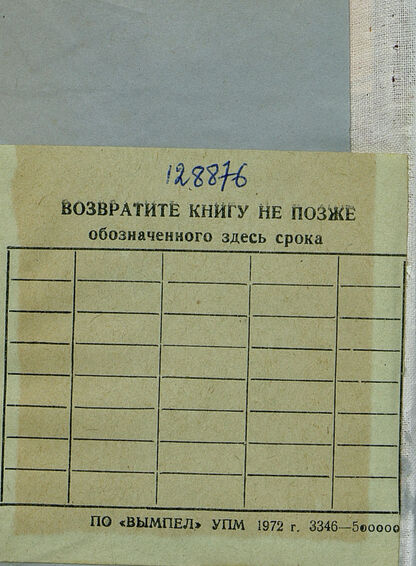 128876
ВОЗВРАТИТЕ КНИГУ НЕ ПОЗЖЕ
обозначенного здесь срока
ПО «ВЫМПЕЛ» УПМ 1972 г. 3346—500000